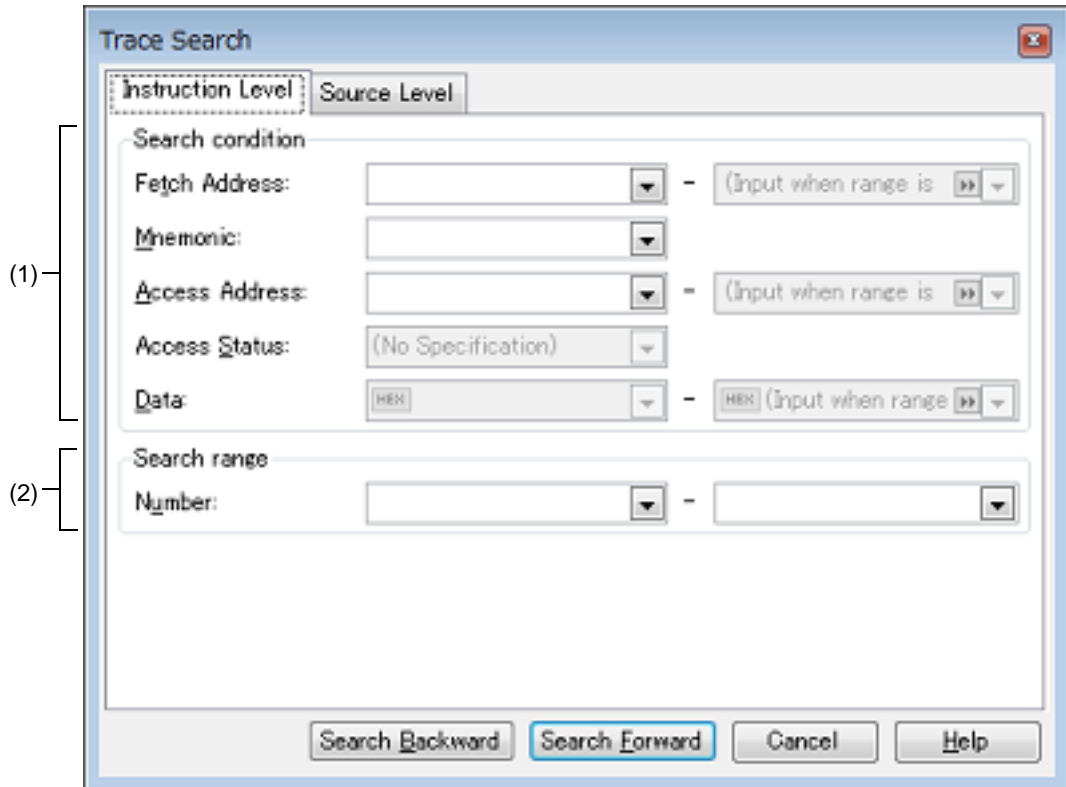 Trace Search
Instruction Level Source Level
Search condition
Fetch Address: - (Input when range is
Mnemonic:
(1)
Access Address: - (Input when range is
Access Status: (No Specification)
Data: HEX - HEX (Input when range
Search range
(2)
Number: -
Search Backward Search Forward Cancel Help